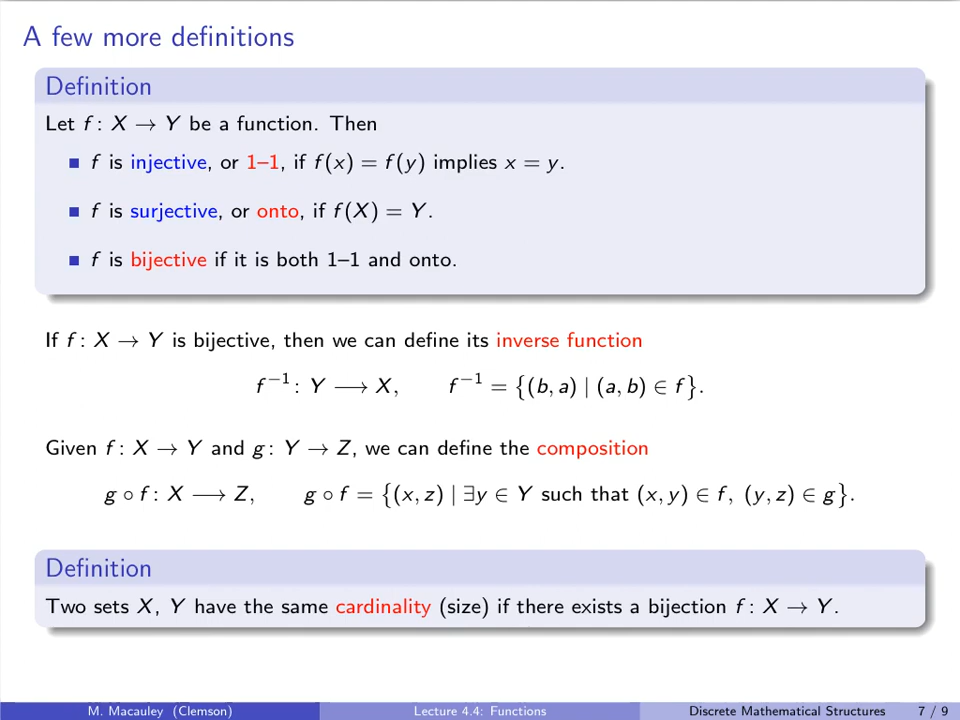 A few more definitions
Definition
Let f : X → Y be a function. Then
■ f is injective, or 1–1, if f(x) = f(y) implies x = y.
■ f is surjective, or onto, if f(X) = Y.
■ f is bijective if it is both 1–1 and onto.
If f : X → Y is bijective, then we can define its inverse function
f⁻¹ : Y ⟶ X, f⁻¹ = {(b, a) | (a, b) ∈ f}.
Given f : X → Y and g : Y → Z, we can define the composition
g ∘ f : X ⟶ Z, g ∘ f = {(x, z) | ∃y ∈ Y such that (x, y) ∈ f, (y, z) ∈ g}.
Definition
Two sets X, Y have the same cardinality (size) if there exists a bijection f : X → Y.
M. Macauley (Clemson) Lecture 4.4: Functions Discrete Mathematical Structures 7 / 9